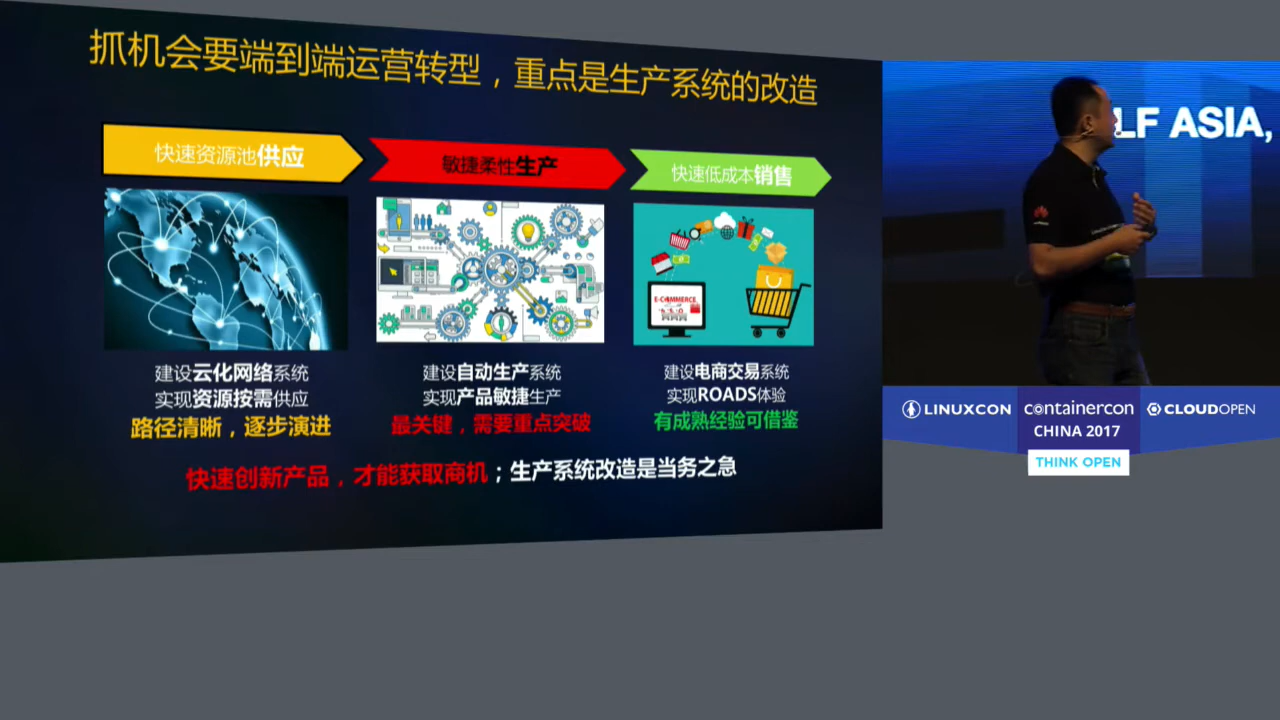 抓机会要端到端运营转型，重点是生产系统的改造
快速资源池供应
敏捷柔性生产
快速低成本销售
E-COMMERCE
建设云化网络系统
实现资源按需供应
路径清晰，逐步演进
建设自动生产系统
实现产品敏捷生产
最关键，需要重点突破
建设电商交易系统
实现ROADS体验
有成熟经验可借鉴
快速创新产品，才能获取商机；生产系统改造是当务之急
LF ASIA,
LINUXCON
containercon
CLOUDOPEN
CHINA 2017
THINK OPEN